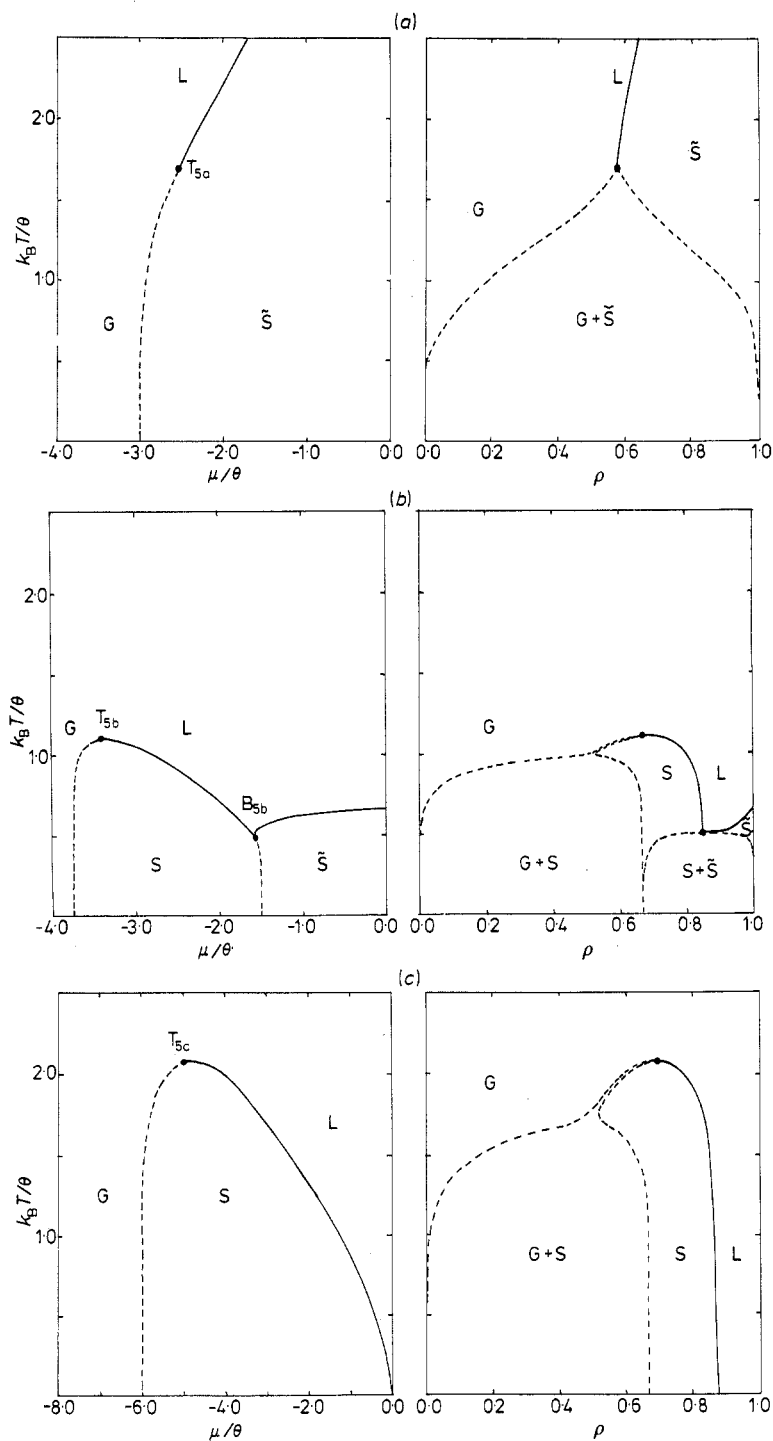 (a)
L
2·0
T5a
k_BT/θ
1·0
G
S̃
-4·0 -3·0 -2·0 -1·0 0·0
μ/θ
L
S̃
G
G + S̃
0·0 0·2 0·4 0·6 0·8 1·0
ρ
(b)
2·0
k_BT/θ
G T5b L
1·0
B5b
S S̃
-4·0 -3·0 -2·0 -1·0 0·0
μ/θ
G
S L
S̃
G + S S + S̃
0·0 0·2 0·4 0·6 0·8 1·0
ρ
(c)
T5c
2·0
L
k_BT/θ
G S
1·0
-8·0 -6·0 -4·0 -2·0 0·0
μ/θ
G
G + S S L
0·0 0·2 0·4 0·6 0·8 1·0
ρ